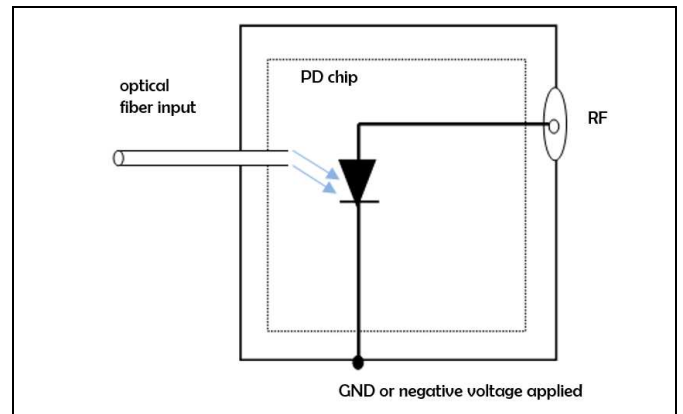 optical
fiber input
PD chip
RF
GND or negative voltage applied